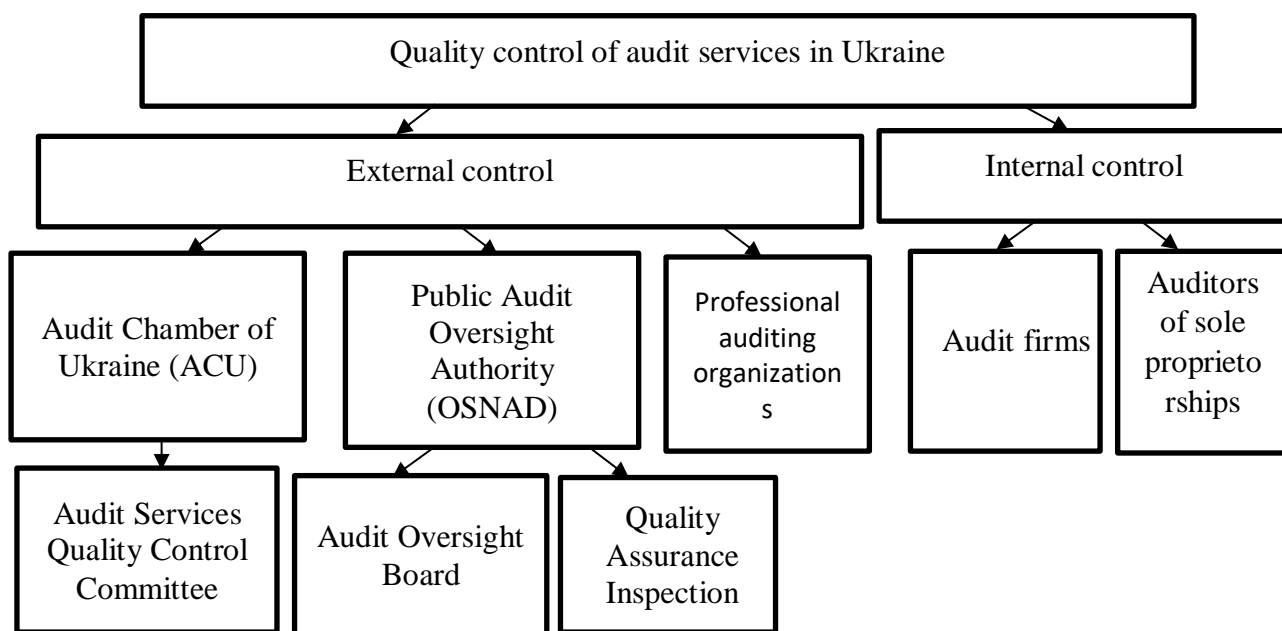 Quality control of audit services in Ukraine
External control
Internal control
Audit Chamber of
Ukraine (ACU)
Public Audit
Oversight
Authority
(OSNAD)
Professional
auditing
organization
s
Audit firms
Auditors
of sole
proprieto
rships
Audit Services
Quality Control
Committee
Audit Oversight
Board
Quality
Assurance
Inspection